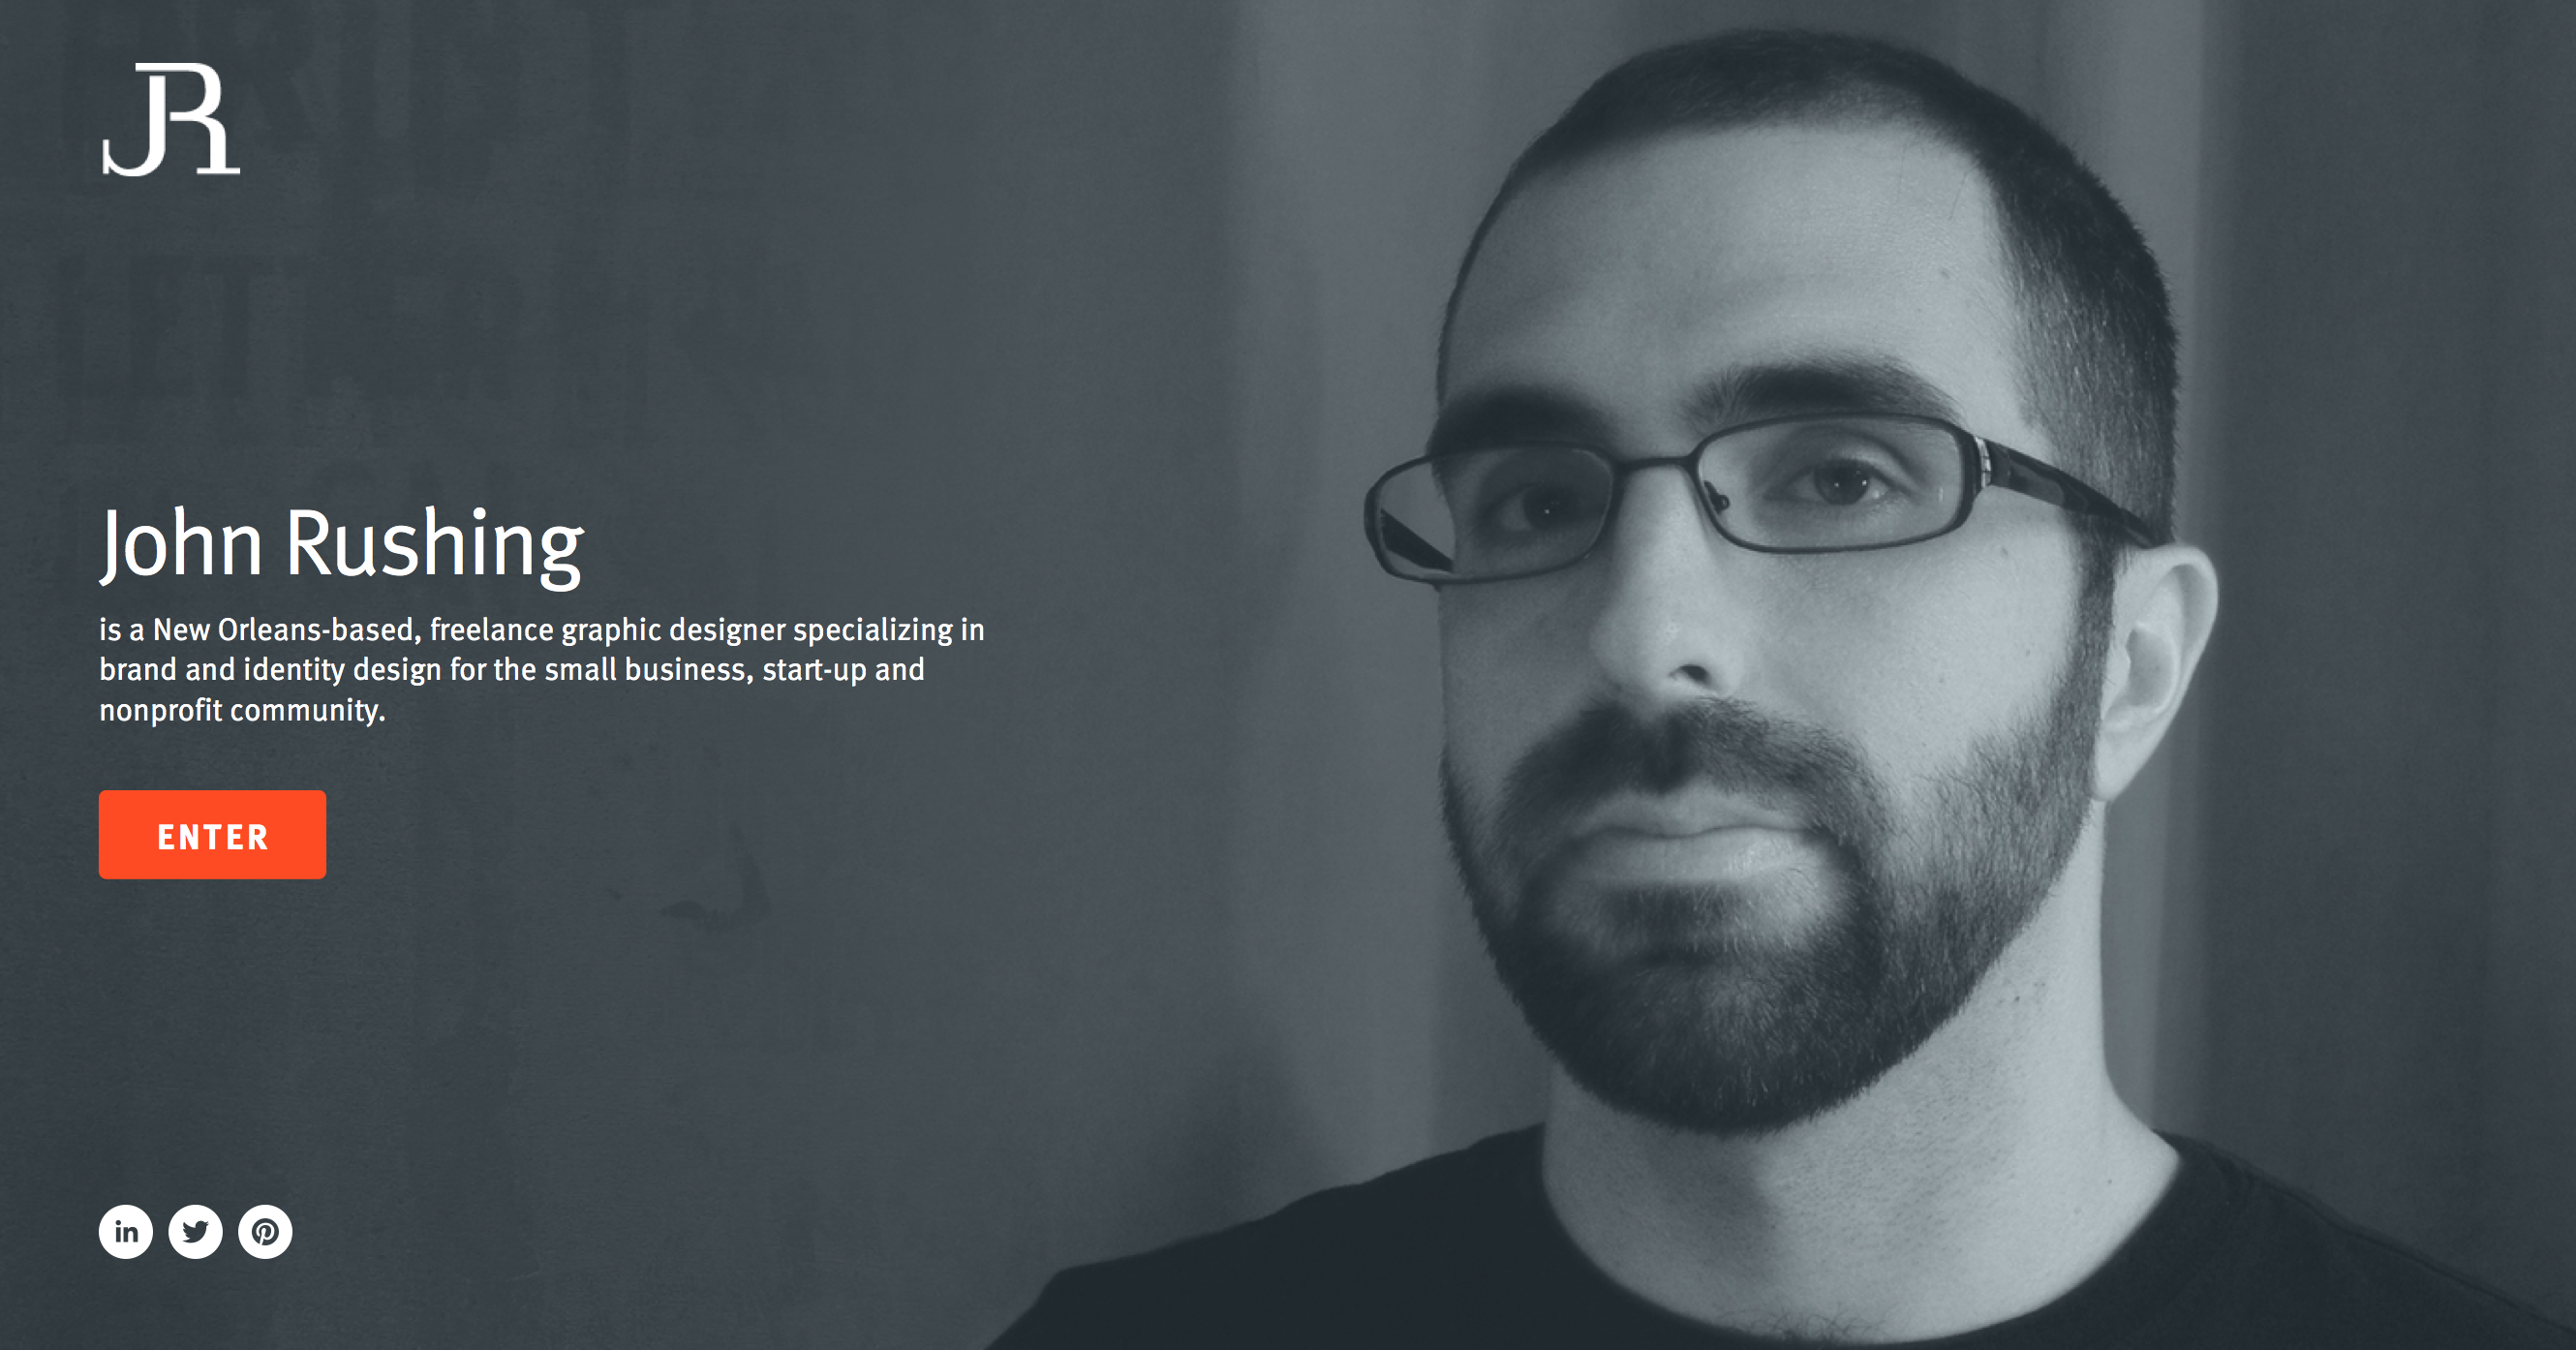 JR
John Rushing
is a New Orleans-based, freelance graphic designer specializing in
brand and identity design for the small business, start-up and
nonprofit community.
ENTER
in